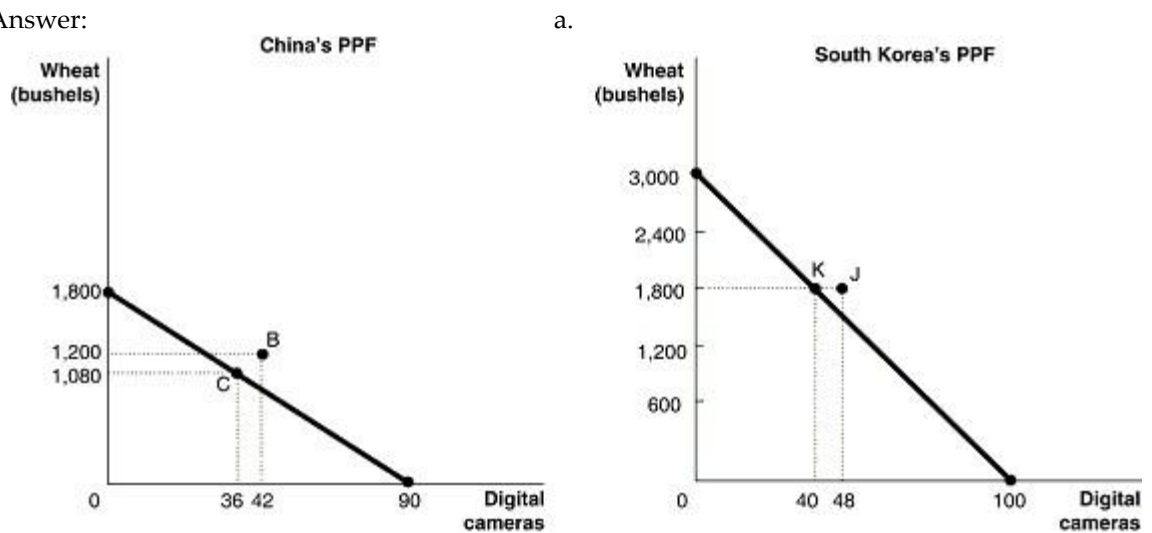 Answer:
a.
China's PPF
Wheat
(bushels)
1,800
1,200
1,080
B
C
0
36
42
90
Digital
cameras
South Korea's PPF
Wheat
(bushels)
3,000
2,400
1,800
1,200
600
K
J
0
40
48
100
Digital
cameras